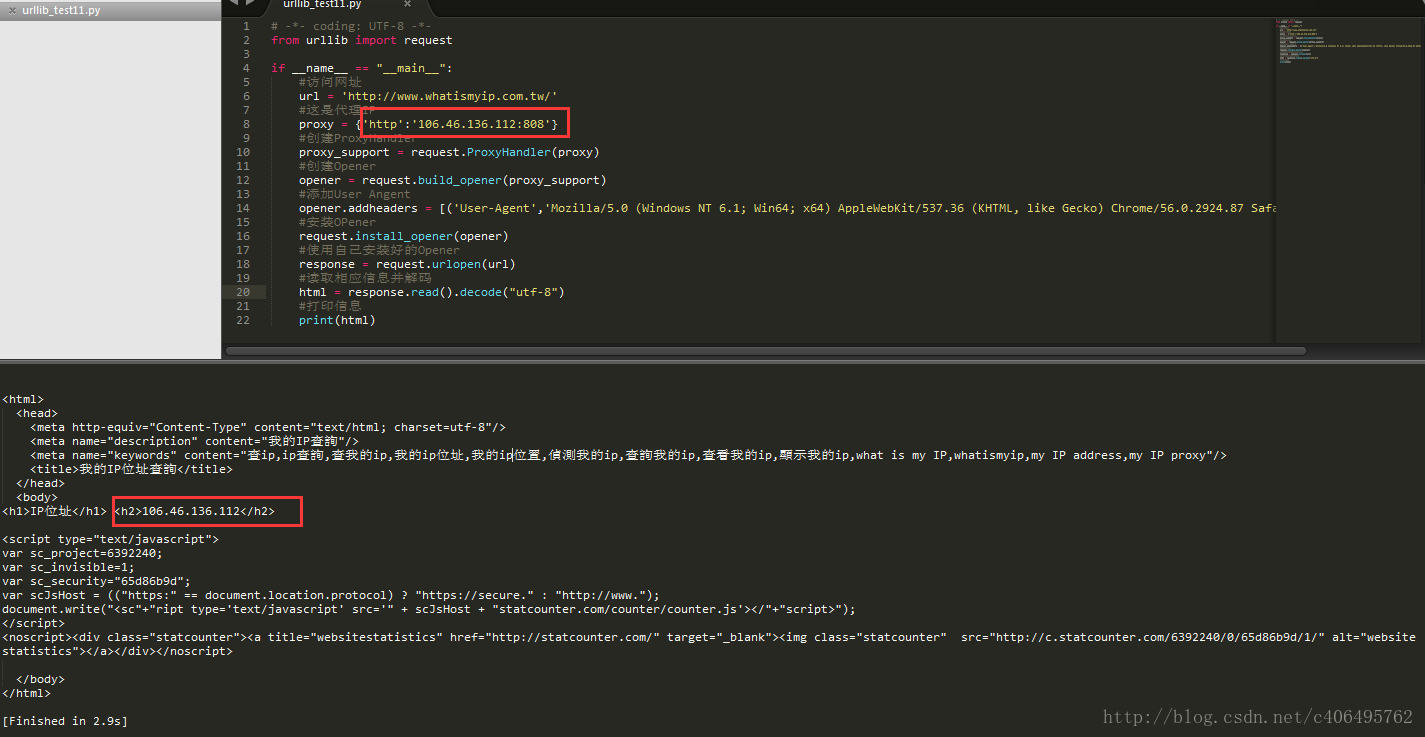 urllib_test11.py
urllib_test11.py
1 # -*- coding: UTF-8 -*-
2 from urllib import request
3
4 if __name__ == "__main__":
5 #访问网址
6 url = 'http://www.whatismyip.com.tw/'
7 #这是代理IP
8 proxy = {'http':'106.46.136.112:808'}
9 #创建ProxyHandler
10 proxy_support = request.ProxyHandler(proxy)
11 #创建Opener
12 opener = request.build_opener(proxy_support)
13 #添加User Angent
14 opener.addheaders = [('User-Agent','Mozilla/5.0 (Windows NT 6.1; Win64; x64) AppleWebKit/537.36 (KHTML, like Gecko) Chrome/56.0.2924.87 Safa
15 #安装OPener
16 request.install_opener(opener)
17 #使用自己安装好的Opener
18 response = request.urlopen(url)
19 #读取相应信息并解码
20 html = response.read().decode("utf-8")
21 #打印信息
22 print(html)
<html>
<head>
<meta http-equiv="Content-Type" content="text/html; charset=utf-8"/>
<meta name="description" content="我的IP查詢"/>
<meta name="keywords" content="查ip,ip查詢,查我的ip,我的ip位址,我的ip位置,偵測我的ip,查詢我的ip,查看我的ip,顯示我的ip,what is my IP,whatismyip,my IP address,my IP proxy"/>
<title>我的IP位址查詢</title>
</head>
<body>
<h1>IP位址</h1> <h2>106.46.136.112</h2>
<script type="text/javascript">
var sc_project=6392240;
var sc_invisible=1;
var sc_security="65d86b9d";
var scJsHost = (("https:" == document.location.protocol) ? "https://secure." : "http://www.");
document.write("<sc"+"ript type='text/javascript' src='" + scJsHost + "statcounter.com/counter/counter.js'></"+"script>");
</script>
<noscript><div class="statcounter"><a title="websitestatistics" href="http://statcounter.com/" target="_blank"><img class="statcounter"  src="http://c.statcounter.com/6392240/0/65d86b9d/1/" alt="website
statistics"></a></div></noscript>
</body>
</html>
[Finished in 2.9s]
http://blog.csdn.net/c406495762